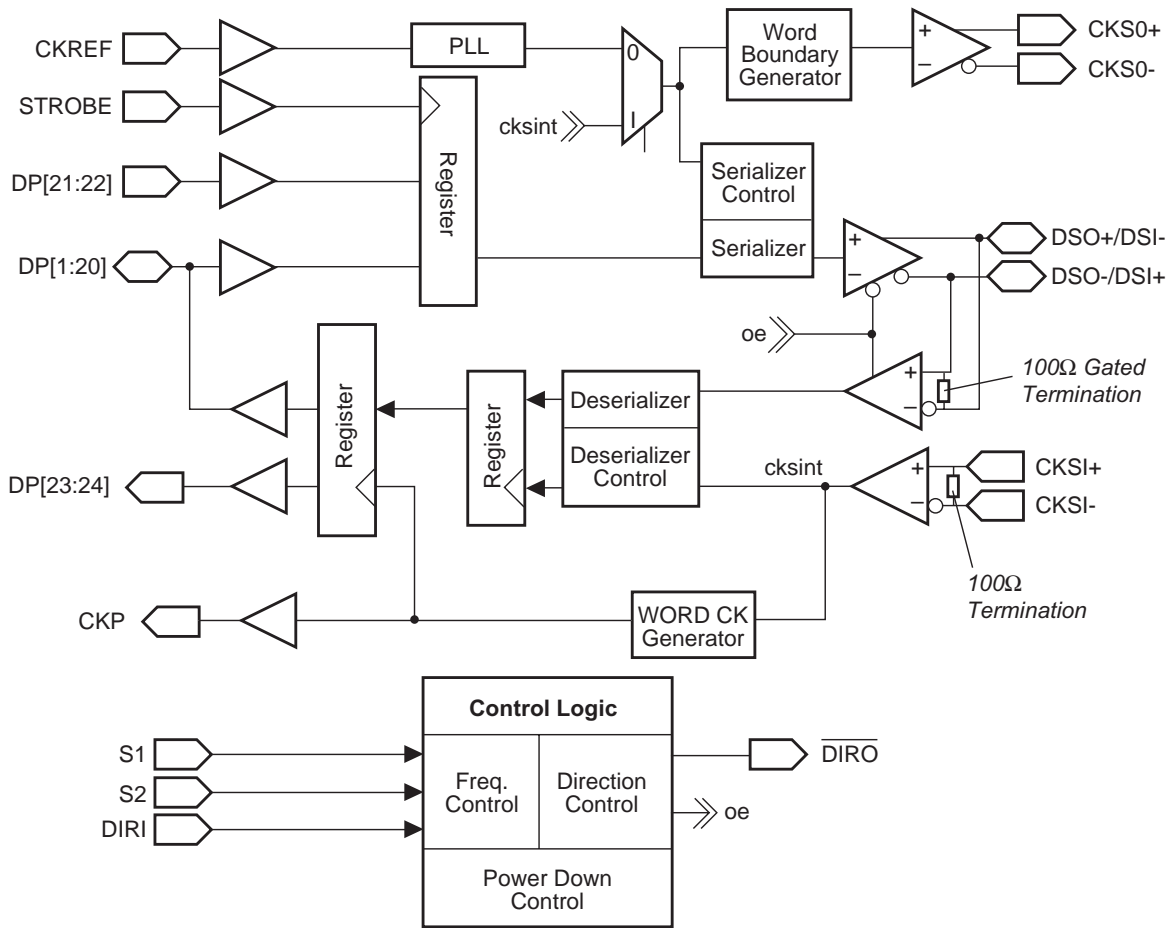 CKREF
PLL
0
Word
Boundary
Generator
+
−
CKS0+
CKS0-
STROBE
cksint
I
Register
DP[21:22]
Serializer
Control
Serializer
DP[1:20]
+
−
DSO+/DSI-
DSO-/DSI+
oe
+
−
100Ω Gated
Termination
Register
Register
Deserializer
Deserializer
Control
DP[23:24]
cksint
+
−
CKSI+
CKSI-
100Ω
Termination
CKP
WORD CK
Generator
Control Logic
S1
S2
DIRI
Freq.
Control
Direction
Control
DIRO
oe
Power Down
Control